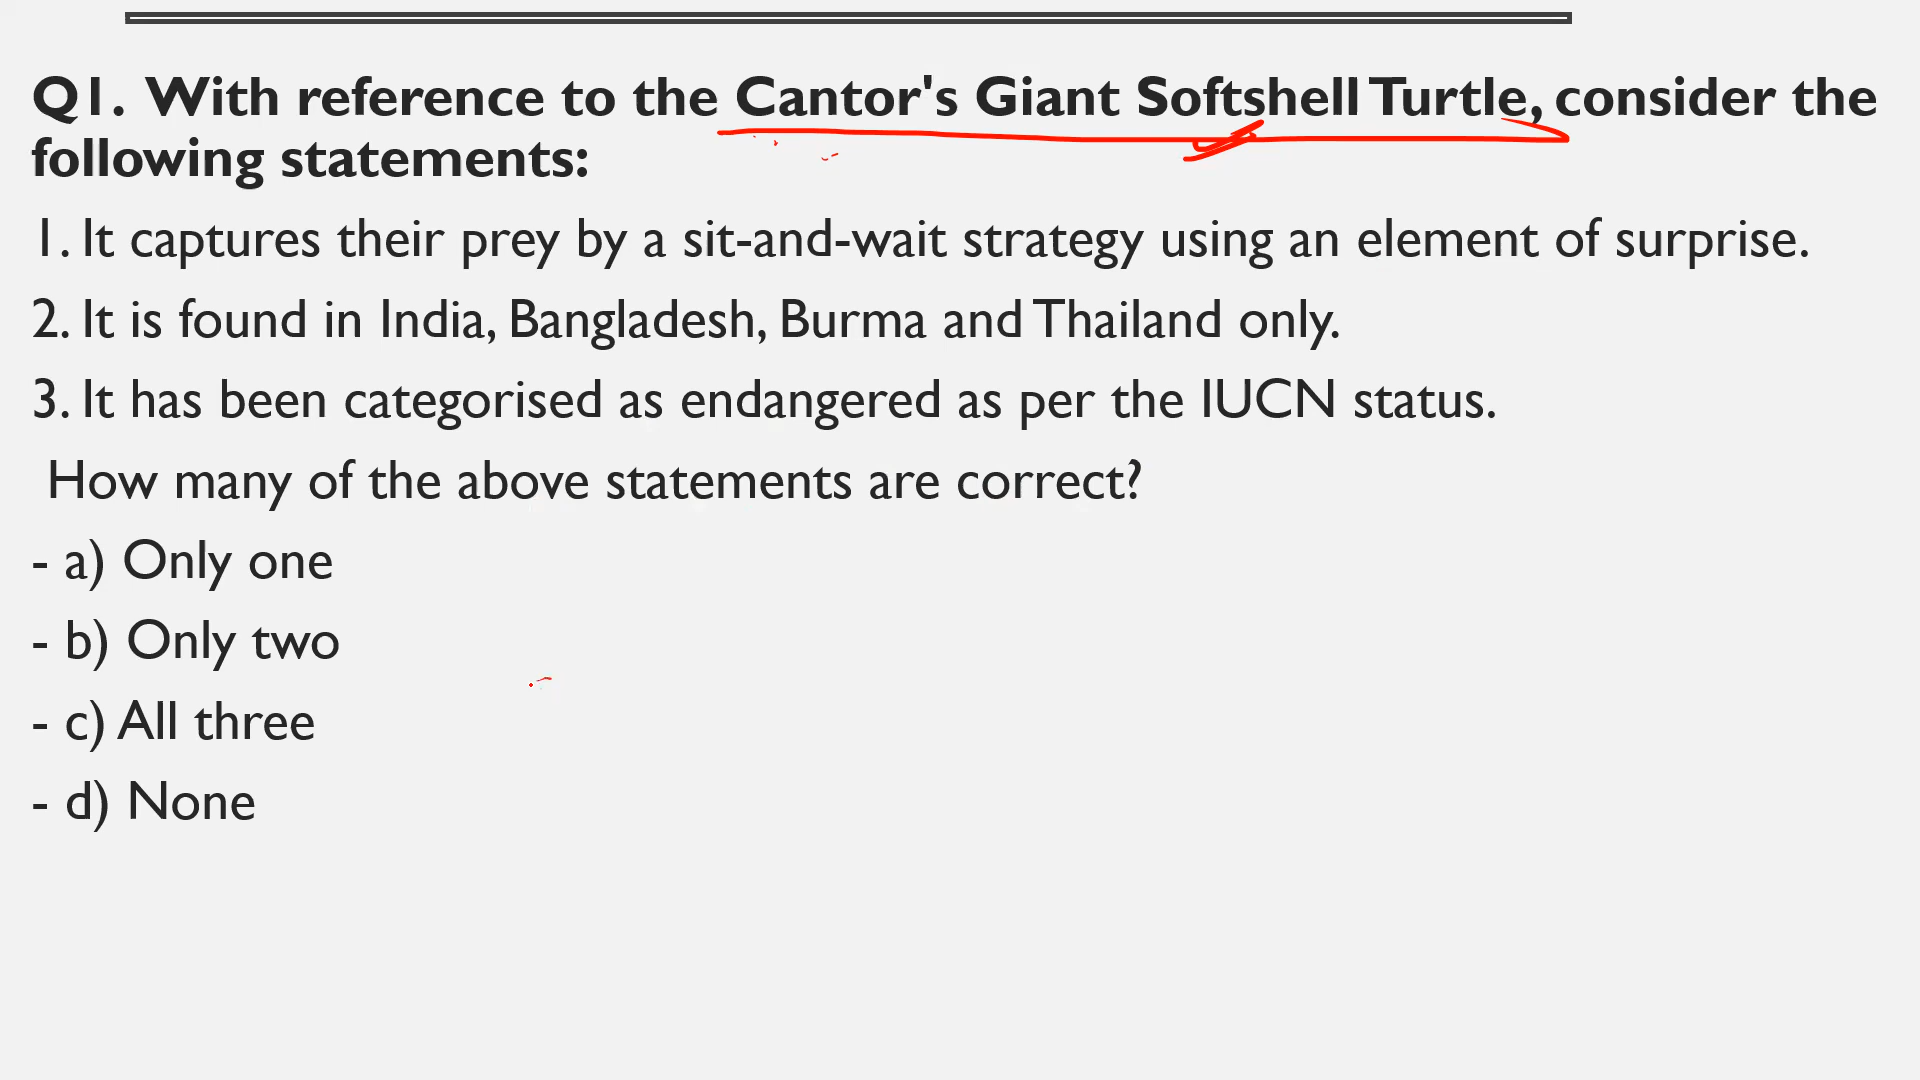 Q1. With reference to the Cantor's Giant Softshell Turtle, consider the
following statements:
1. It captures their prey by a sit-and-wait strategy using an element of surprise.
2. It is found in India, Bangladesh, Burma and Thailand only.
3. It has been categorised as endangered as per the IUCN status.
How many of the above statements are correct?
- a) Only one
- b) Only two
- c) All three
- d) None